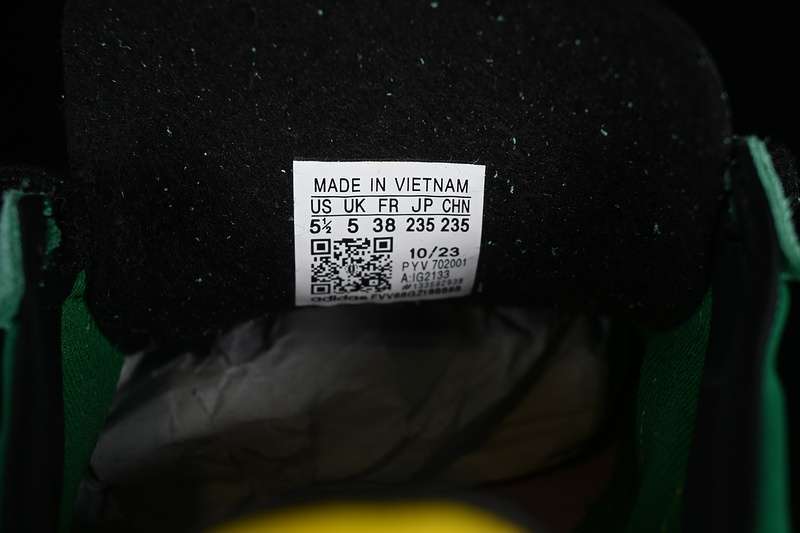 MADE IN VIETNAM
US UK FR JP CHN
5½ 5 38 235 235
10/23
PYV 702001
A:IG2133
adidas